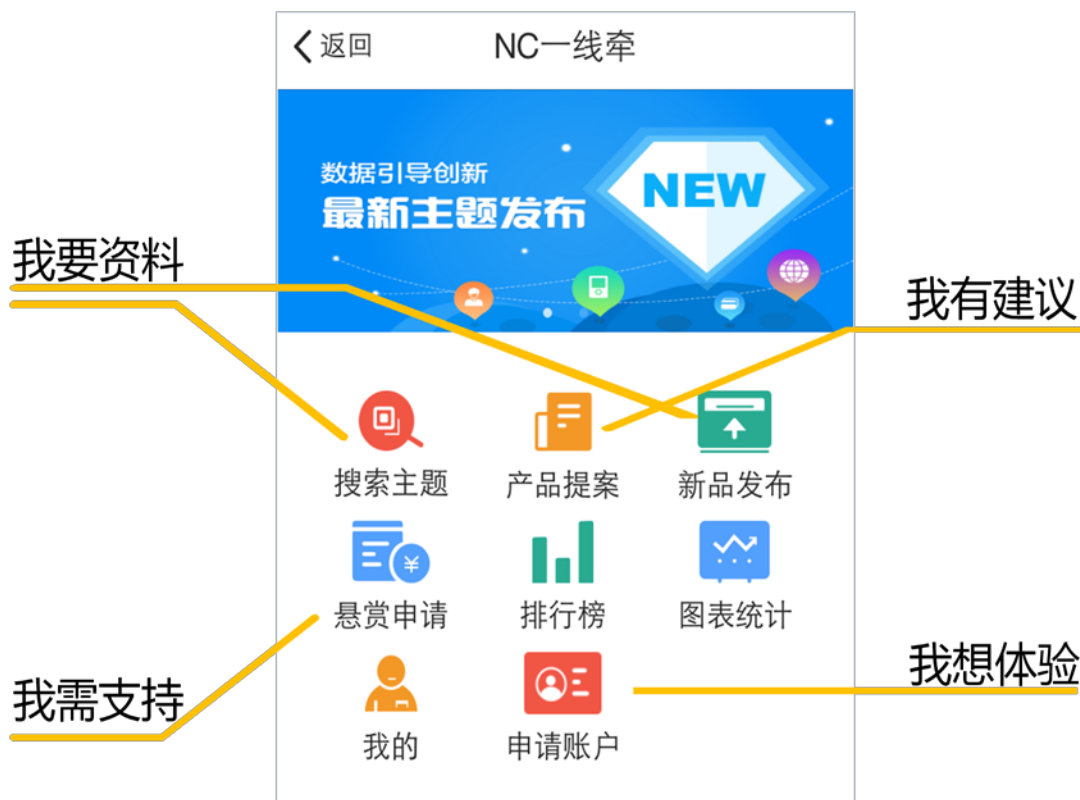 返回
NC一线牵
数据引导创新
最新主题发布
NEW
我要资料
我有建议
搜索主题
产品提案
新品发布
¥
悬赏申请
排行榜
图表统计
我需支持
我想体验
我的
申请账户